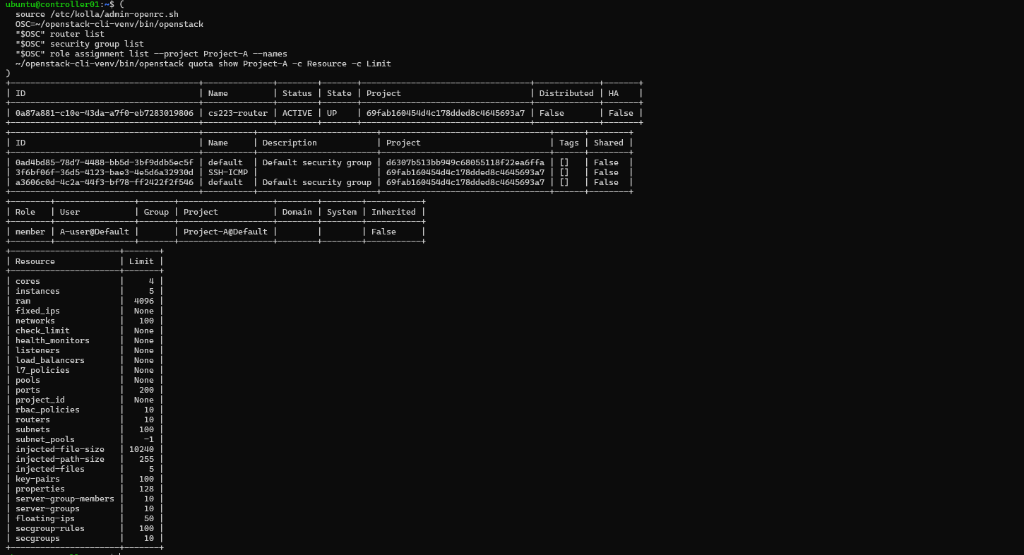 ubuntu@controller01:~$ (
  source /etc/kolla/admin-openrc.sh
  OSC=~/openstack-cli-venv/bin/openstack
  "$OSC" router list
  "$OSC" security group list
  "$OSC" role assignment list --project Project-A --names
  ~/openstack-cli-venv/bin/openstack quota show Project-A -c Resource -c Limit
)
| ID | Name | Status | State | Project | Distributed | HA |
| 0a87a881-c10e-43da-a7f0-eb7283019806 | cs223-router | ACTIVE | UP | 69fab160454d4c178dded8c4645693a7 | False | False |
| ID | Name | Description | Project | Tags | Shared |
| 0ad4bd85-78d7-4488-bb5d-3bf9ddb5ec5f | default | Default security group | d6307b513bb949c68055118f22ea6ffa | [] | False |
| 3f6bf06f-36d5-4123-bae3-4e5d6a32930d | SSH-ICMP | | 69fab160454d4c178dded8c4645693a7 | [] | False |
| a3606c0d-4c2a-44f3-bf78-ff2422f2f546 | default | Default security group | 69fab160454d4c178dded8c4645693a7 | [] | False |
| Role | User | Group | Project | Domain | System | Inherited |
| member | A-user@Default | | Project-A@Default | | | False |
| Resource | Limit |
| cores | 4 |
| instances | 5 |
| ram | 4096 |
| fixed_ips | None |
| networks | 100 |
| check_limit | None |
| health_monitors | None |
| listeners | None |
| load_balancers | None |
| l7_policies | None |
| pools | None |
| ports | 200 |
| project_id | None |
| rbac_policies | 10 |
| routers | 10 |
| subnets | 100 |
| subnet_pools | -1 |
| injected-file-size | 10240 |
| injected-path-size | 255 |
| injected-files | 5 |
| key-pairs | 100 |
| properties | 128 |
| server-group-members | 10 |
| server-groups | 10 |
| floating-ips | 50 |
| secgroup-rules | 100 |
| secgroups | 10 |